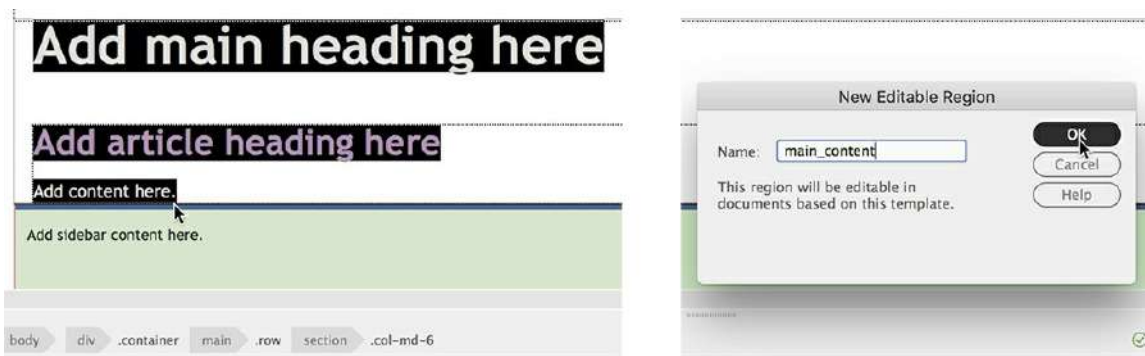 Add main heading here
Add article heading here
Add content here.
Add sidebar content here.
body div .container main .row section .col-md-6
New Editable Region
Name: main_content
OK
Cancel
This region will be editable in
documents based on this template.
Help